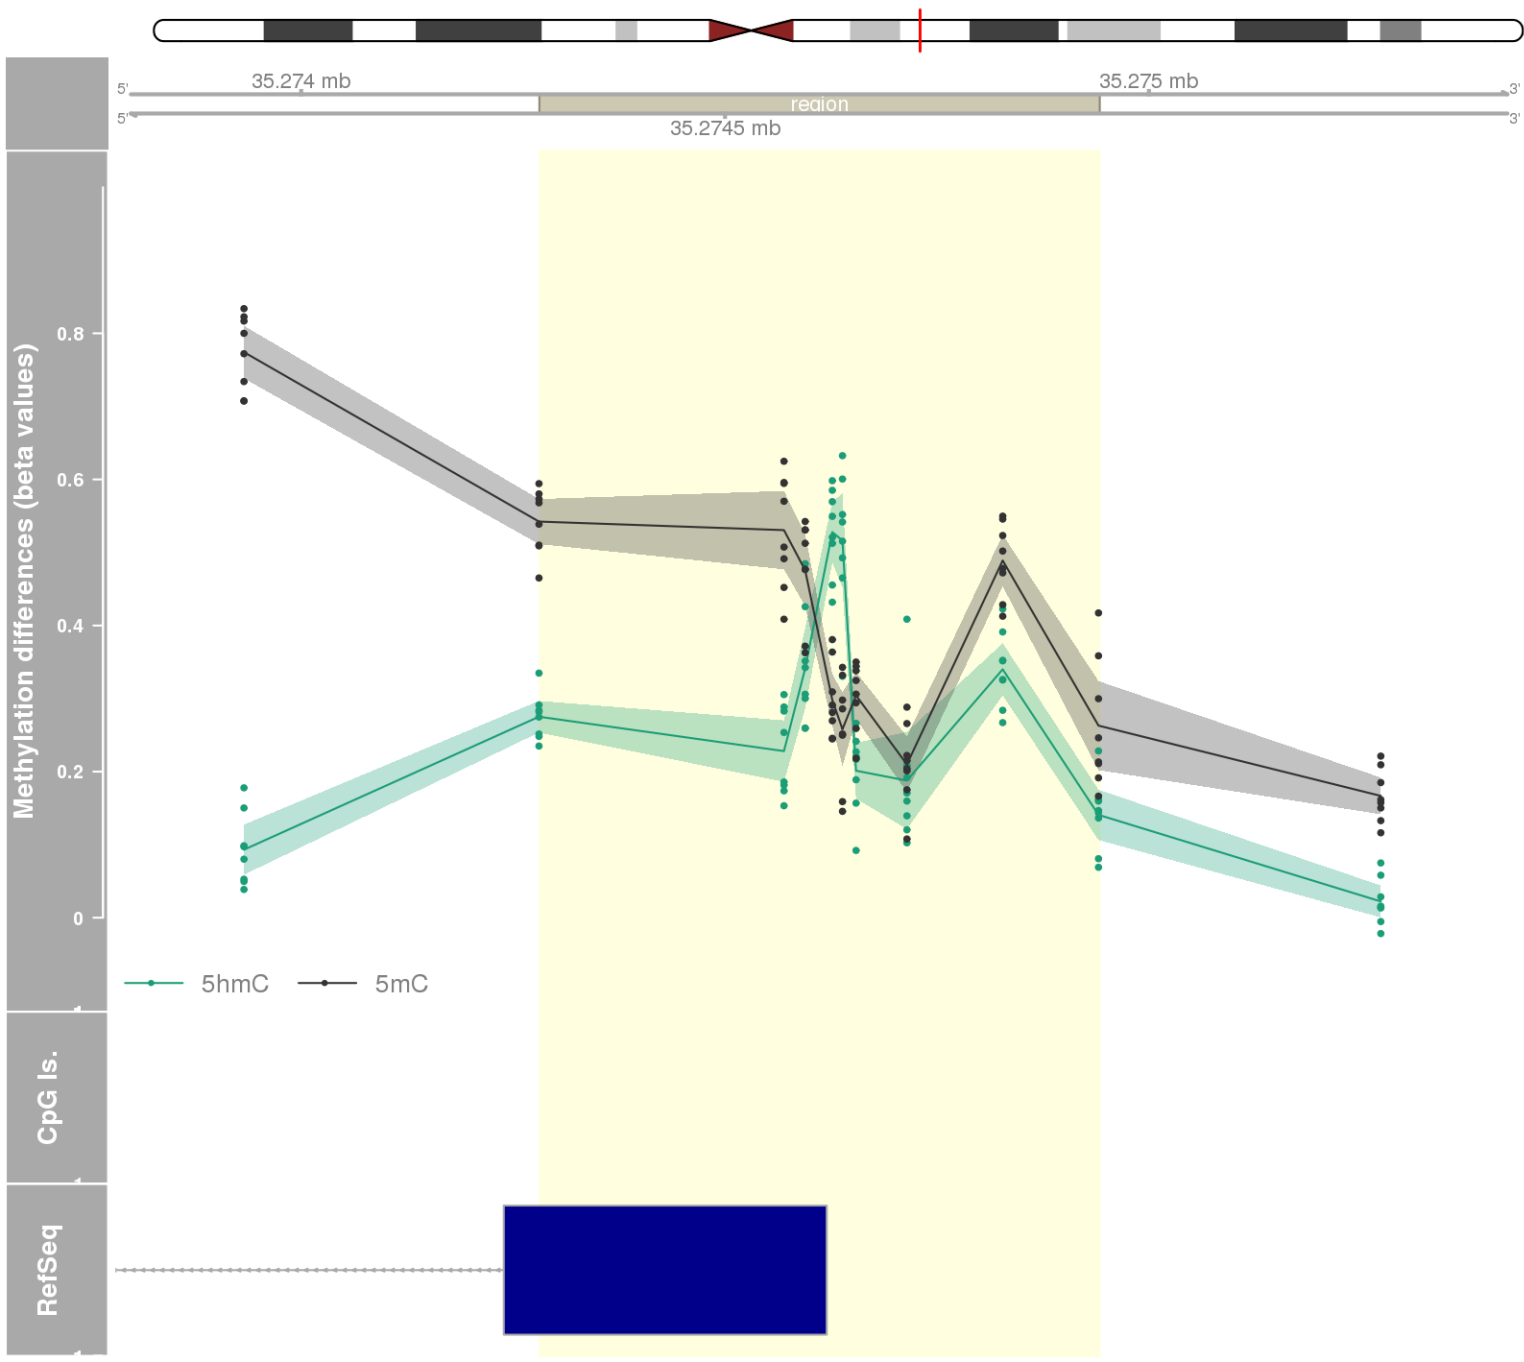 35.274 mb
35.275 mb
5'
3'
region
5'
3'
35.2745 mb
Methylation differences (beta values)
0.8
0.6
0.4
0.2
0
5hmC
5mC
CpG Is.
RefSeq